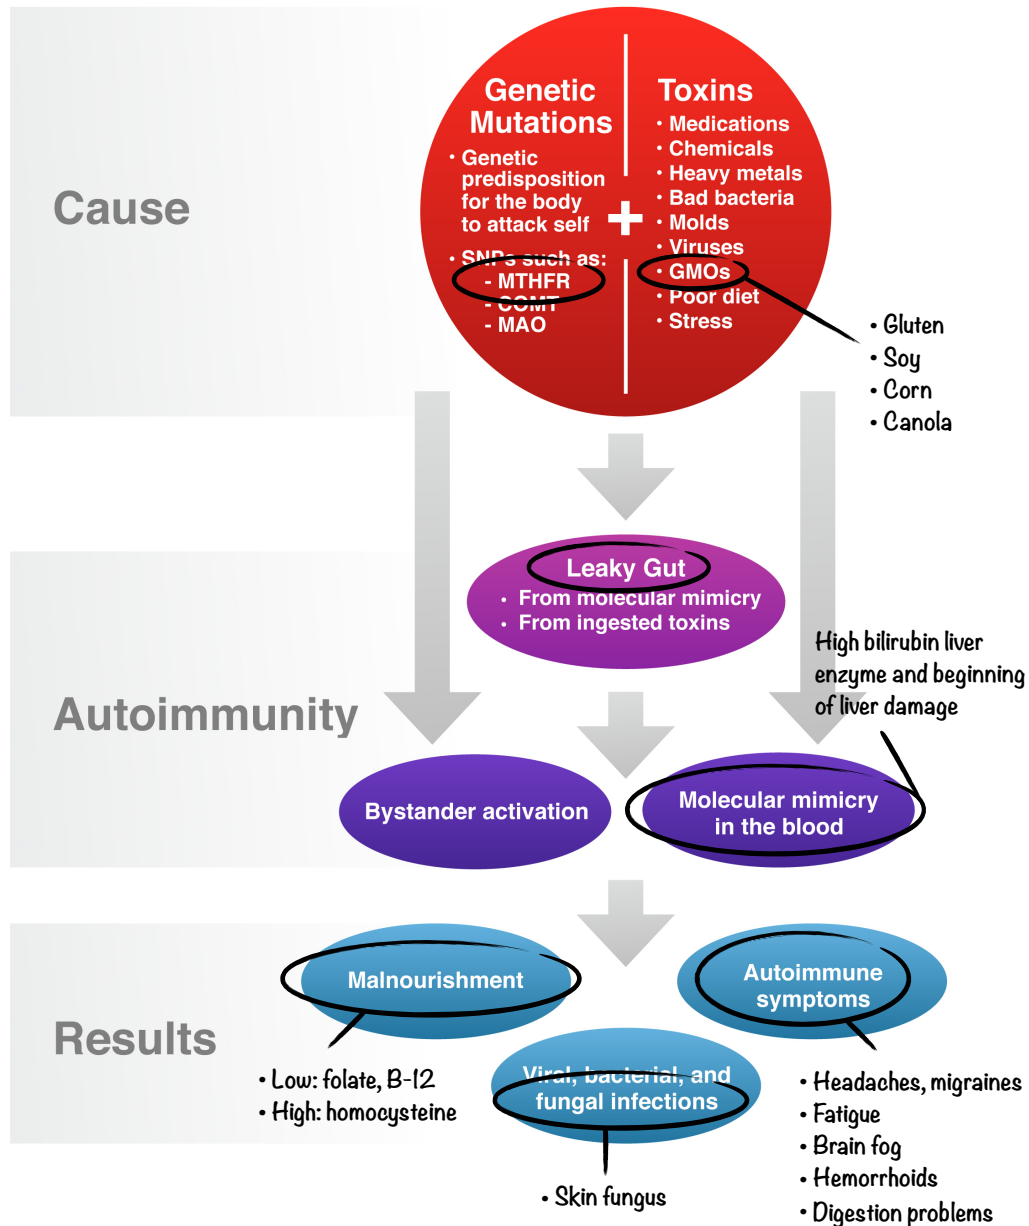 Cause
Genetic
Mutations
• Genetic
predisposition
for the body
to attack self
• SNPs such as:
- MTHFR
- COMT
- MAO
+
Toxins
• Medications
• Chemicals
• Heavy metals
• Bad bacteria
• Molds
• Viruses
• GMOs
• Poor diet
• Stress
• Gluten
• Soy
• Corn
• Canola
Autoimmunity
Leaky Gut
• From molecular mimicry
• From ingested toxins
High bilirubin liver
enzyme and beginning
of liver damage
Bystander activation
Molecular mimicry
in the blood
Results
Malnourishment
• Low: folate, B-12
• High: homocysteine
Viral, bacterial, and
fungal infections
• Skin fungus
Autoimmune
symptoms
• Headaches, migraines
• Fatigue
• Brain fog
• Hemorrhoids
• Digestion problems